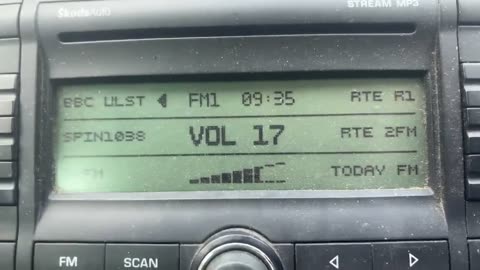 ŠkodaAuto STREAM MP3
BBC ULST ◀ FM1 09:35 RTE R1
SPIN1038 VOL 17 RTE 2FM
FM TODAY FM
FM SCAN ◁ ▷